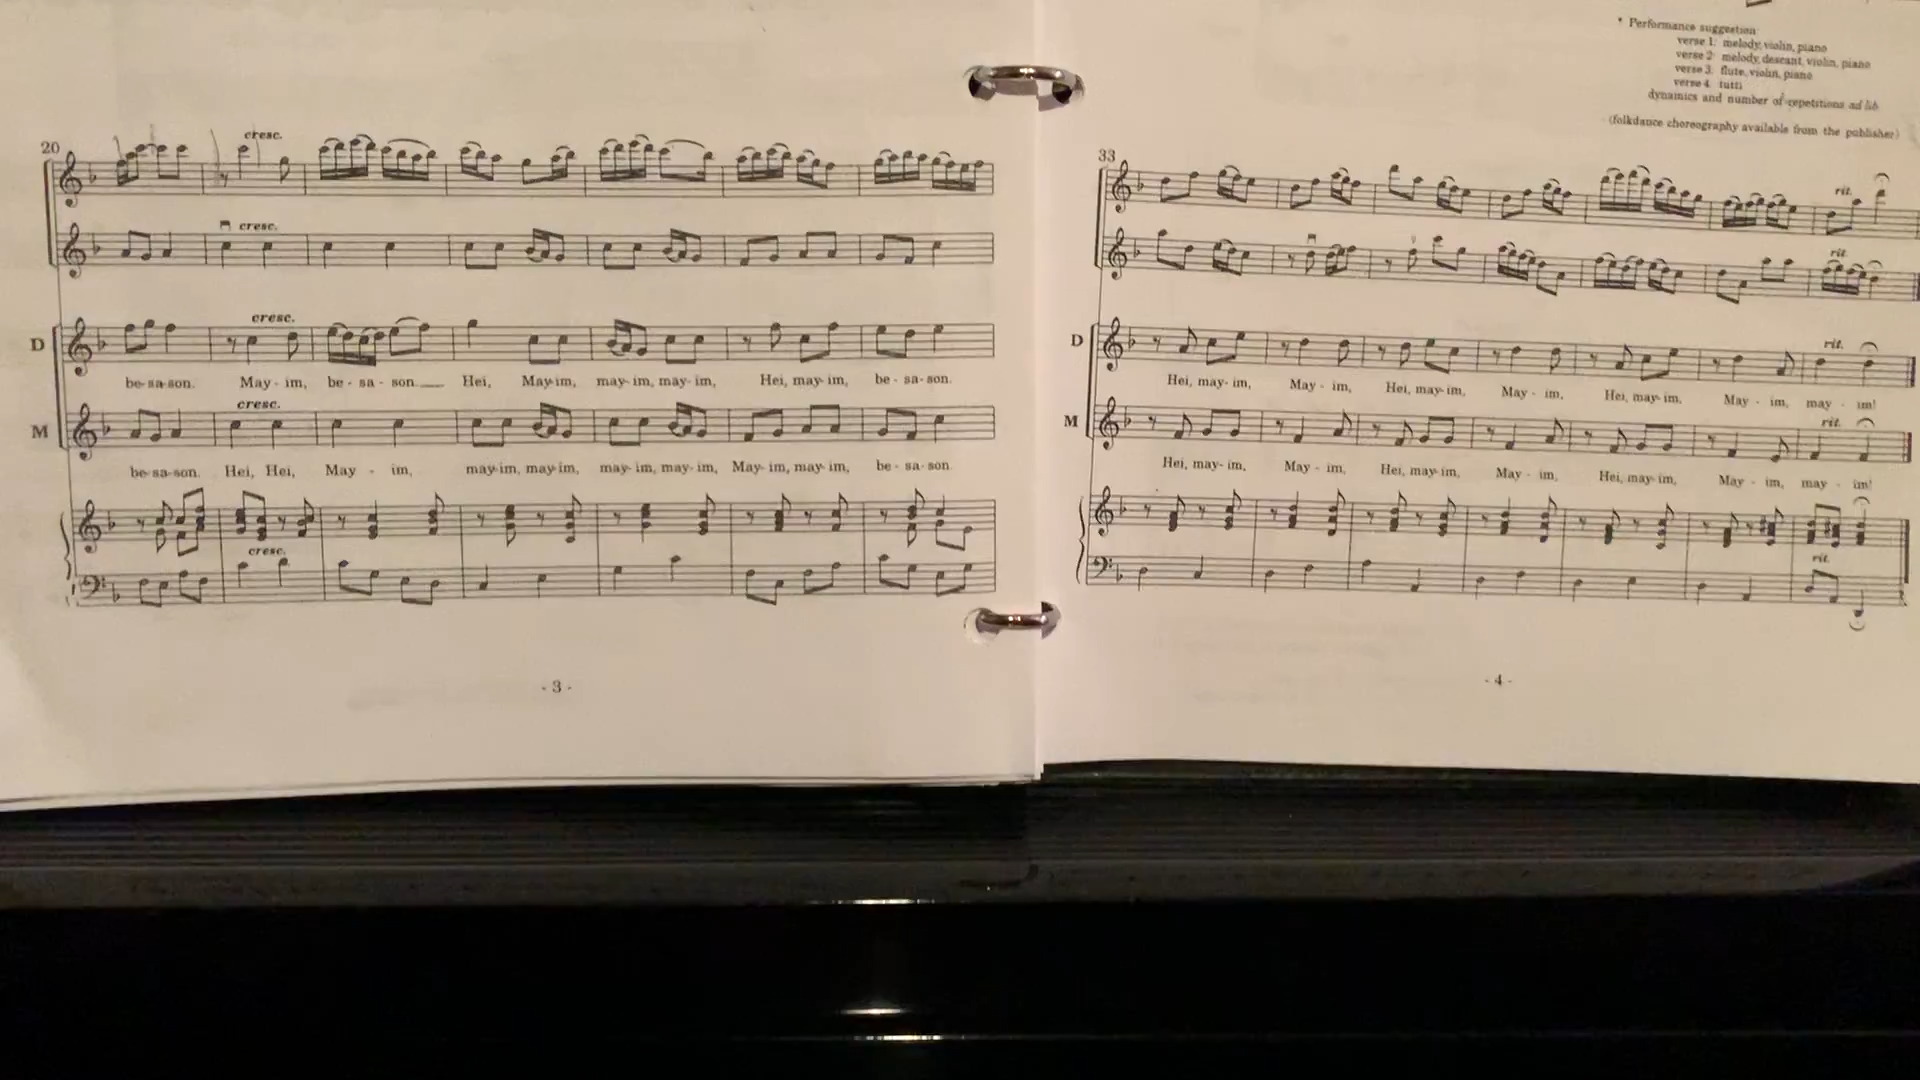 20
cresc.
cresc.
D
cresc.
be-sa-son. May - im, be - sa - son. Hei, May-im, may-im, may-im, Hei, may-im, be - sa-son.
M
cresc.
be-sa-son. Hei, Hei, May - im, may-im, may-im, may-im, may-im, May-im, may-im, be - sa-son.
cresc.
- 3 -
* Performance suggestion
verse 1: melody, violin, piano
verse 2: melody, descant, violin, piano
verse 3: flute, violin, piano
verse 4: tutti
dynamics and number of repetitions ad lib
(folkdance choreography available from the publisher)
33
rit.
rit.
D
rit.
Hei, may-im, May - im, Hei, may-im, May - im, Hei, may-im, May - im, may - im!
M
rit.
Hei, may-im, May - im, Hei, may-im, May - im, Hei, may-im, May - im, may - im!
rit.
- 4 -